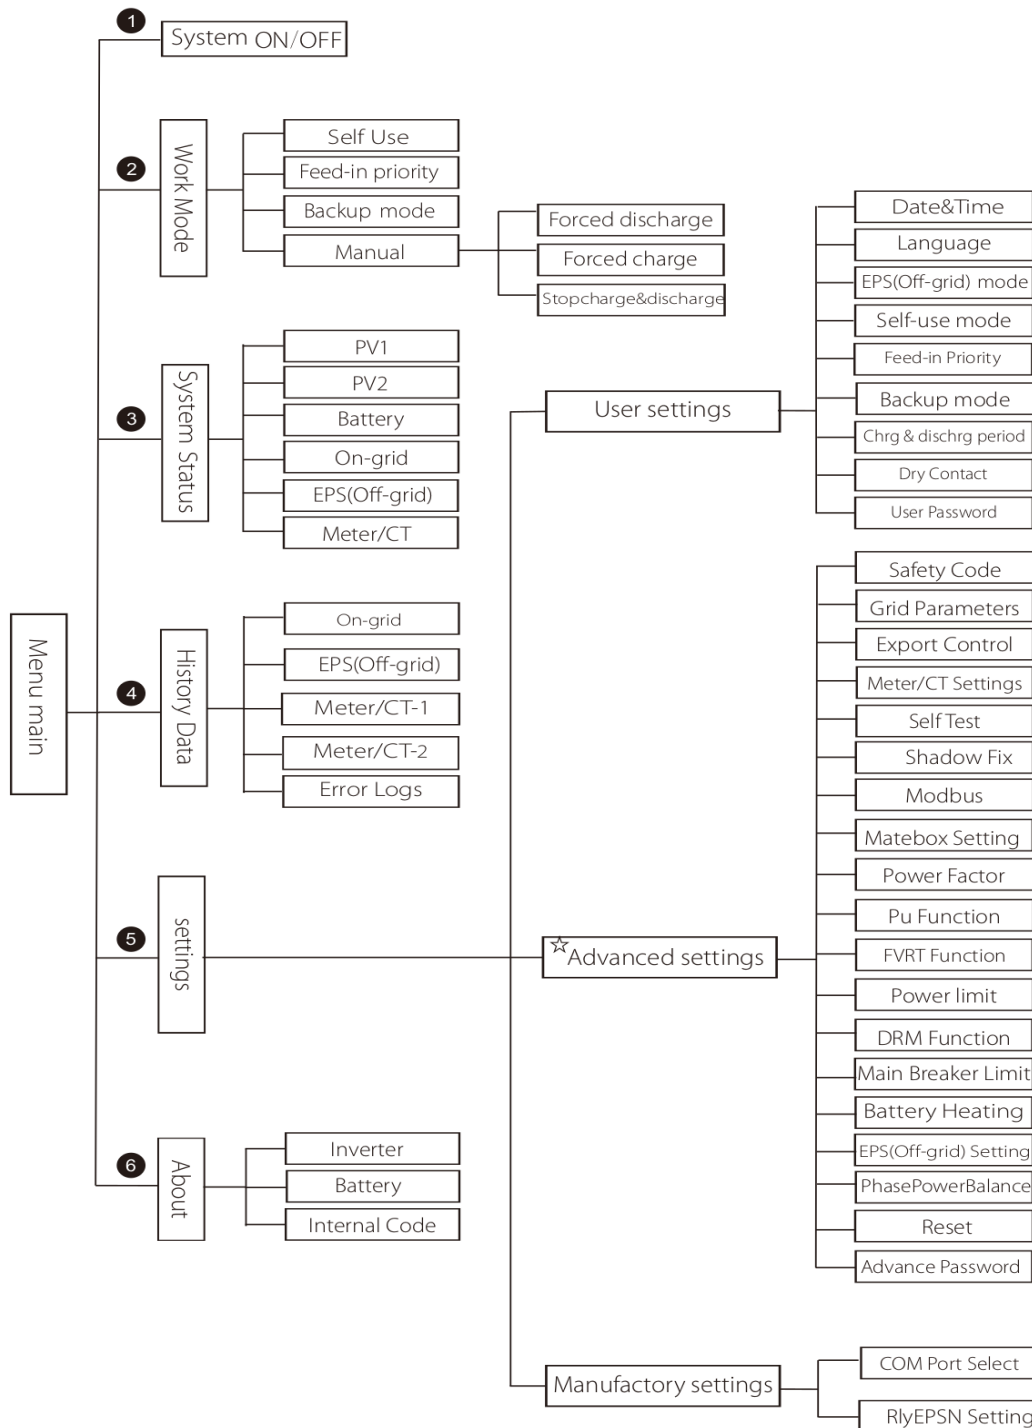 Menu main
1
System ON/OFF
2
Work Mode
Self Use
Feed-in priority
Backup mode
Manual
Forced discharge
Forced charge
Stopcharge&discharge
3
System Status
PV1
PV2
Battery
On-grid
EPS(Off-grid)
Meter/CT
4
History Data
On-grid
EPS(Off-grid)
Meter/CT-1
Meter/CT-2
Error Logs
5
settings
User settings
Date&Time
Language
EPS(Off-grid) mode
Self-use mode
Feed-in Priority
Backup mode
Chrg & dischrg period
Dry Contact
User Password
☆Advanced settings
Safety Code
Grid Parameters
Export Control
Meter/CT Settings
Self Test
Shadow Fix
Modbus
Matebox Setting
Power Factor
Pu Function
FVRT Function
Power limit
DRM Function
Main Breaker Limit
Battery Heating
EPS(Off-grid) Setting
PhasePowerBalance
Reset
Advance Password
Manufactory settings
COM Port Select
RlyEPSN Setting
6
About
Inverter
Battery
Internal Code